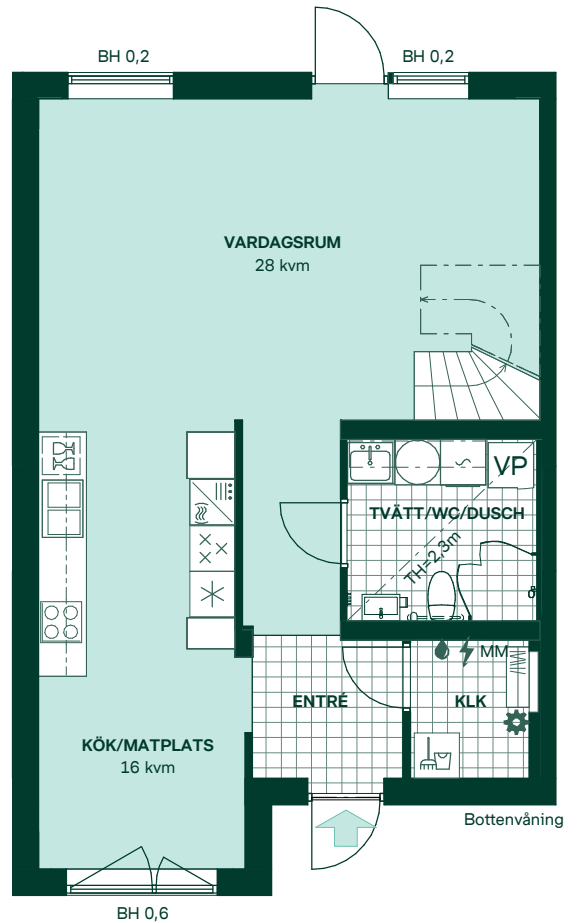 BH 0,2
BH 0,2
VARDAGSRUM
28 kvm
VP
TVÄTT/WC/DUSCH
TH=2,3m
MM
ENTRÉ
KLK
KÖK/MATPLATS
16 kvm
Bottenvåning
BH 0,6